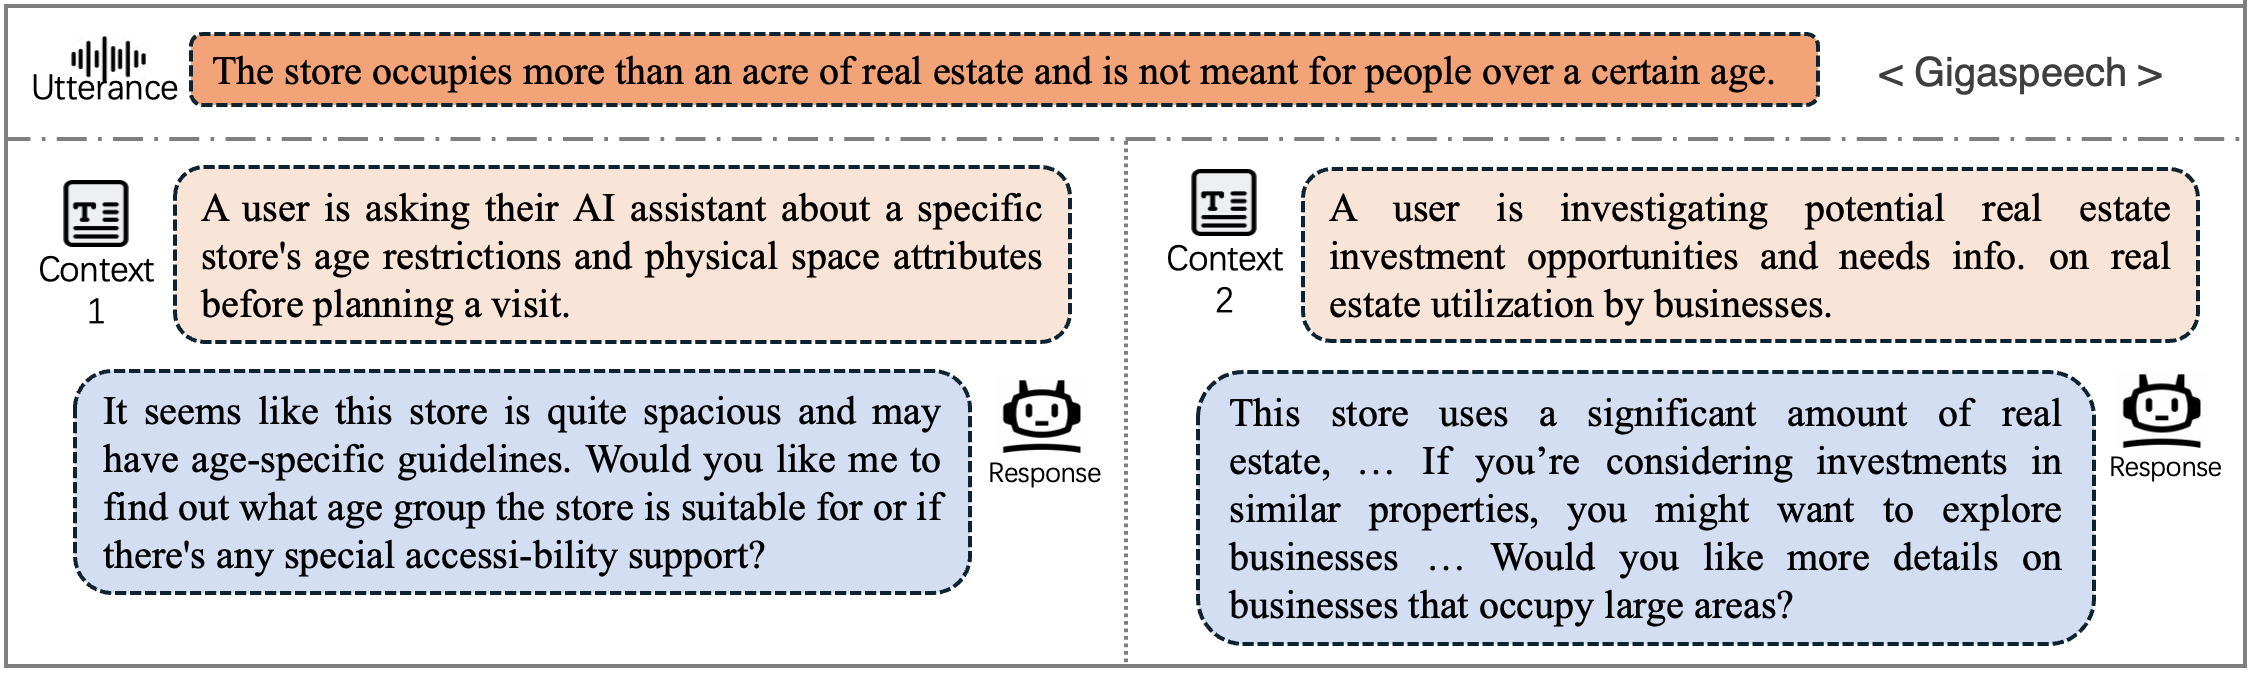 Utterance
The store occupies more than an acre of real estate and is not meant for people over a certain age.
< Gigaspeech >
T
Context
1
A user is asking their AI assistant about a specific
store's age restrictions and physical space attributes
before planning a visit.
It seems like this store is quite spacious and may
have age-specific guidelines. Would you like me to
find out what age group the store is suitable for or if
there's any special accessi-bility support?
Response
T
Context
2
A user is investigating potential real estate
investment opportunities and needs info. on real
estate utilization by businesses.
This store uses a significant amount of real
estate, … If you’re considering investments in
similar properties, you might want to explore
businesses … Would you like more details on
businesses that occupy large areas?
Response